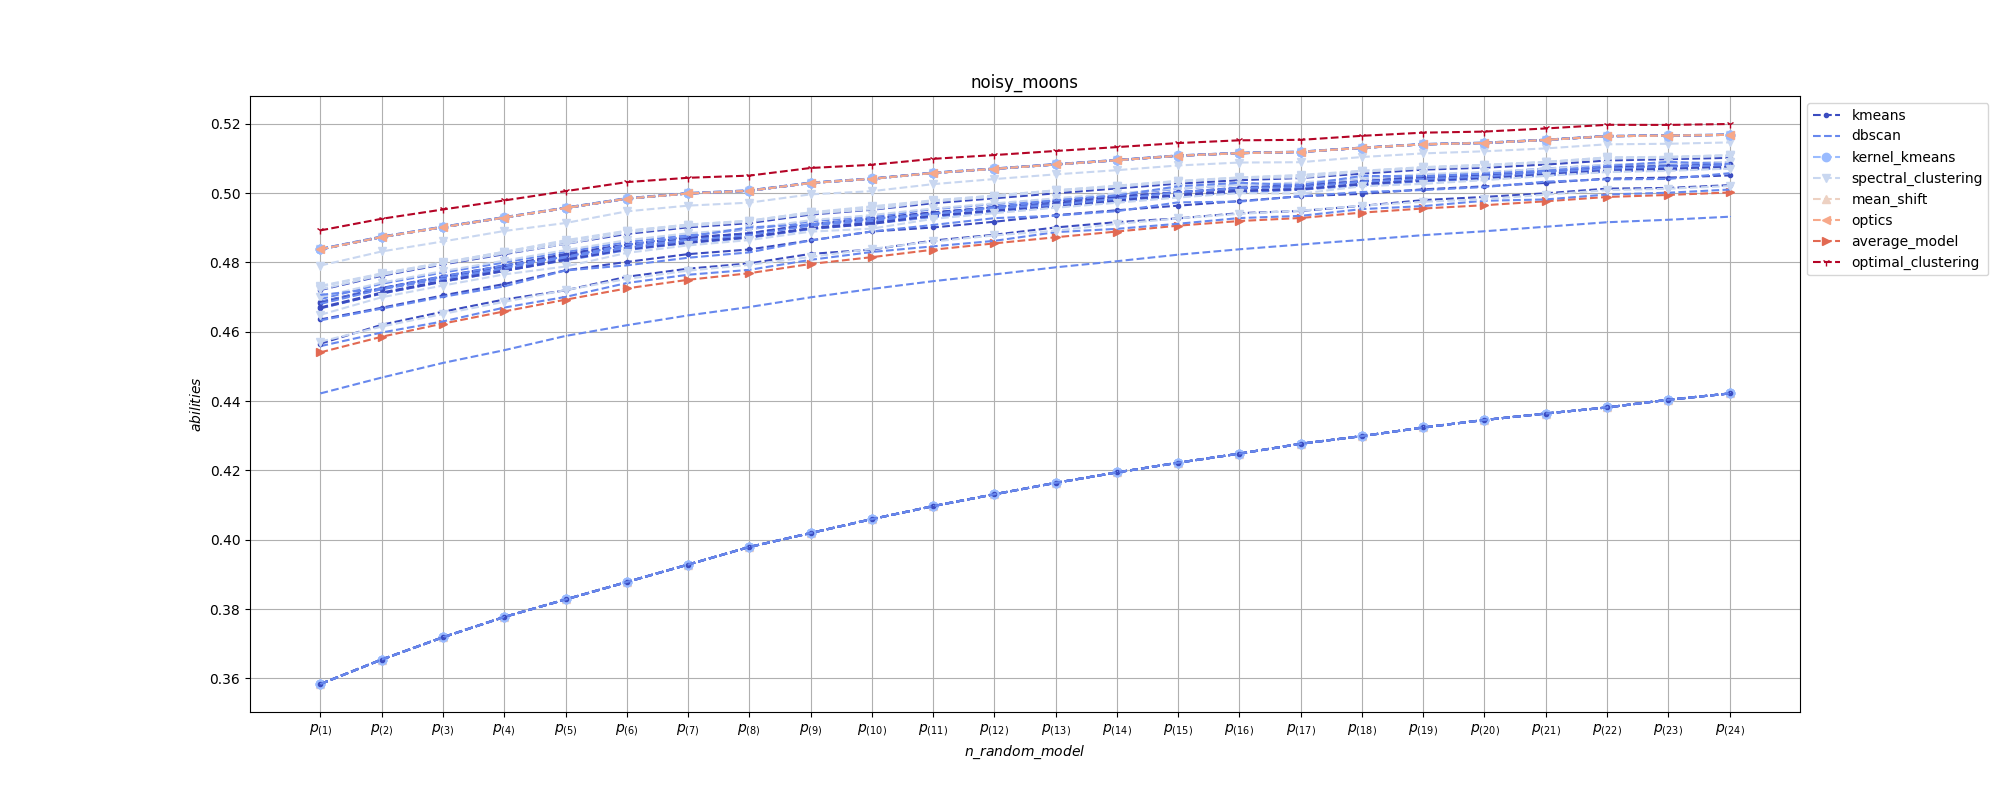 noisy_moons
0.52
0.50
0.48
0.46
0.44
0.42
0.40
0.38
0.36
abilities
p(1) p(2) p(3) p(4) p(5) p(6) p(7) p(8) p(9) p(10) p(11) p(12) p(13) p(14) p(15) p(16) p(17) p(18) p(19) p(20) p(21) p(22) p(23) p(24)
n_random_model
kmeans
dbscan
kernel_kmeans
spectral_clustering
mean_shift
optics
average_model
optimal_clustering